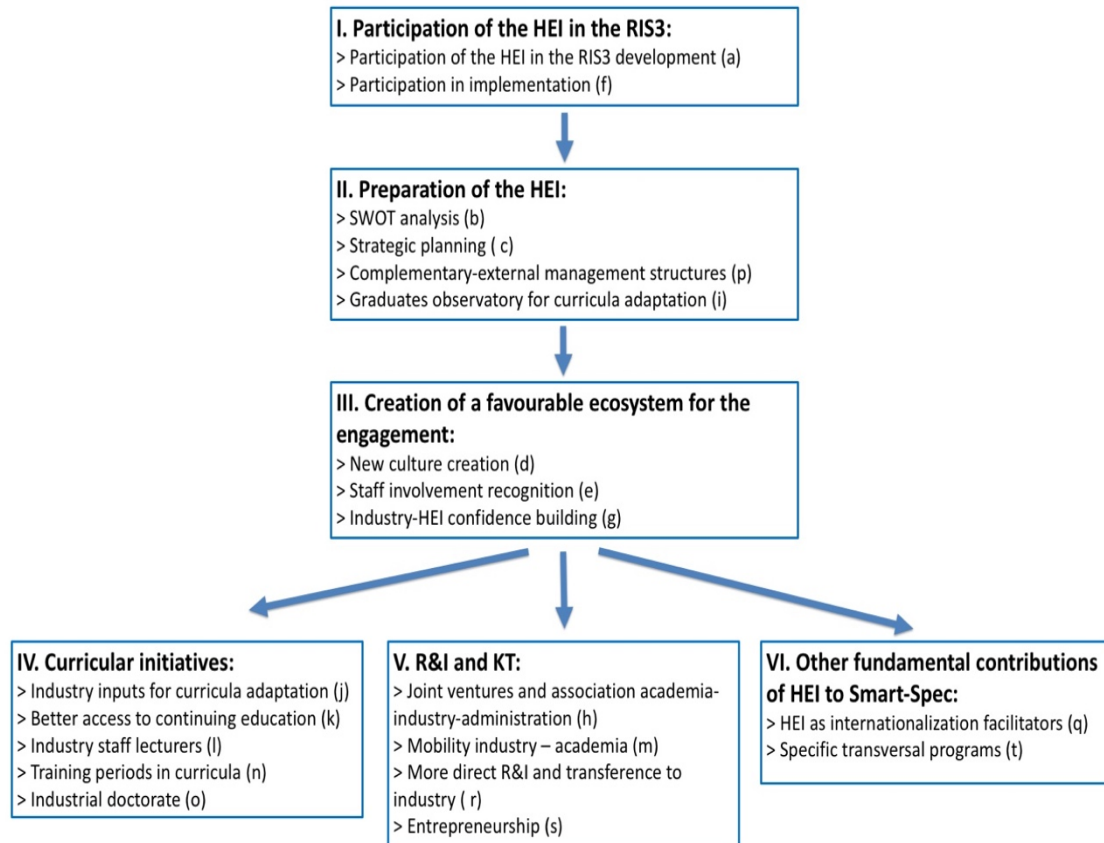 I. Participation of the HEI in the RIS3:
> Participation of the HEI in the RIS3 development (a)
> Participation in implementation (f)
II. Preparation of the HEI:
> SWOT analysis (b)
> Strategic planning ( c)
> Complementary-external management structures (p)
> Graduates observatory for curricula adaptation (i)
III. Creation of a favourable ecosystem for the
engagement:
> New culture creation (d)
> Staff involvement recognition (e)
> Industry-HEI confidence building (g)
IV. Curricular initiatives:
> Industry inputs for curricula adaptation (j)
> Better access to continuing education (k)
> Industry staff lecturers (l)
> Training periods in curricula (n)
> Industrial doctorate (o)
V. R&I and KT:
> Joint ventures and association academia-
industry-administration (h)
> Mobility industry – academia (m)
> More direct R&I and transference to
industry ( r)
> Entrepreneurship (s)
VI. Other fundamental contributions
of HEI to Smart-Spec:
> HEI as internationalization facilitators (q)
> Specific transversal programs (t)